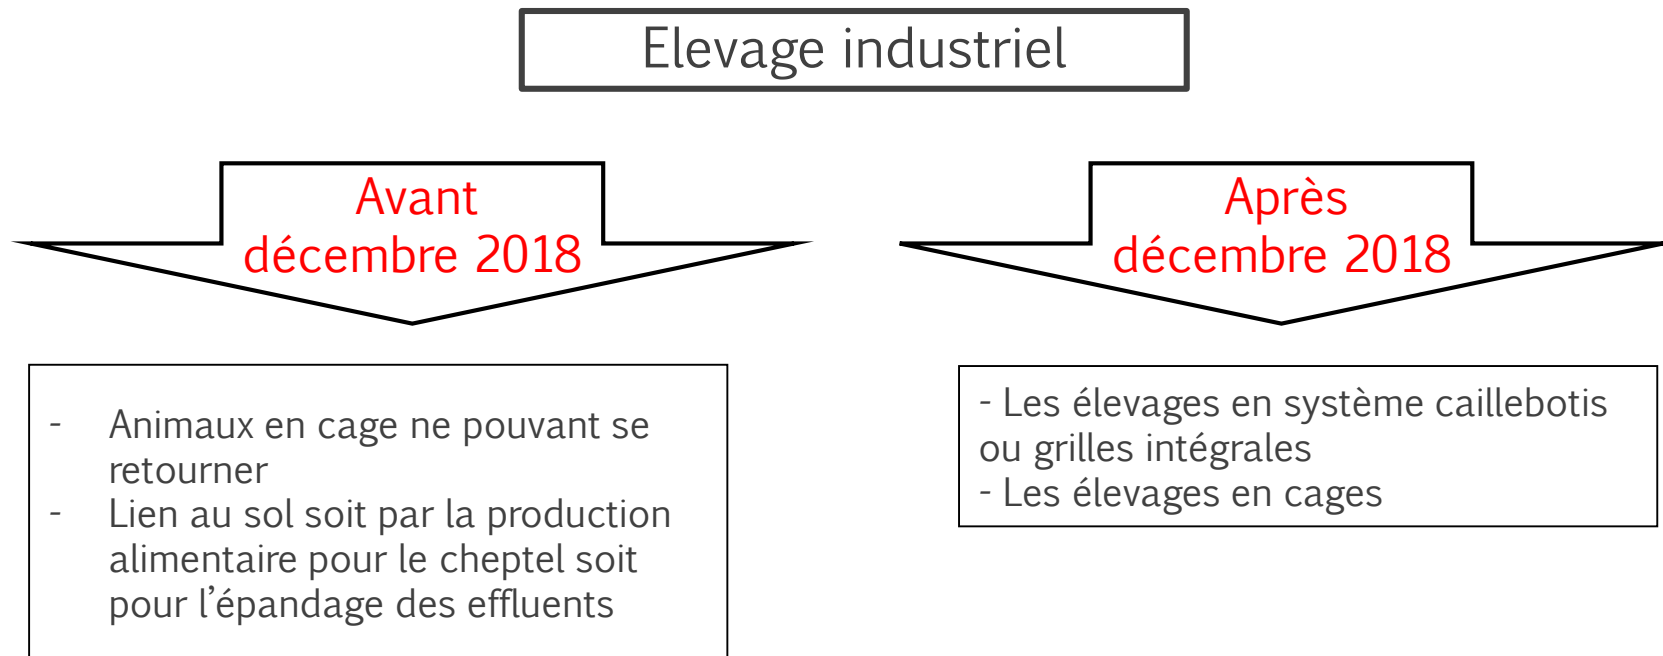 Elevage industriel
Avant
décembre 2018
Après
décembre 2018
- Animaux en cage ne pouvant se
retourner
- Lien au sol soit par la production
alimentaire pour le cheptel soit
pour l’épandage des effluents
- Les élevages en système caillebotis
ou grilles intégrales
- Les élevages en cages